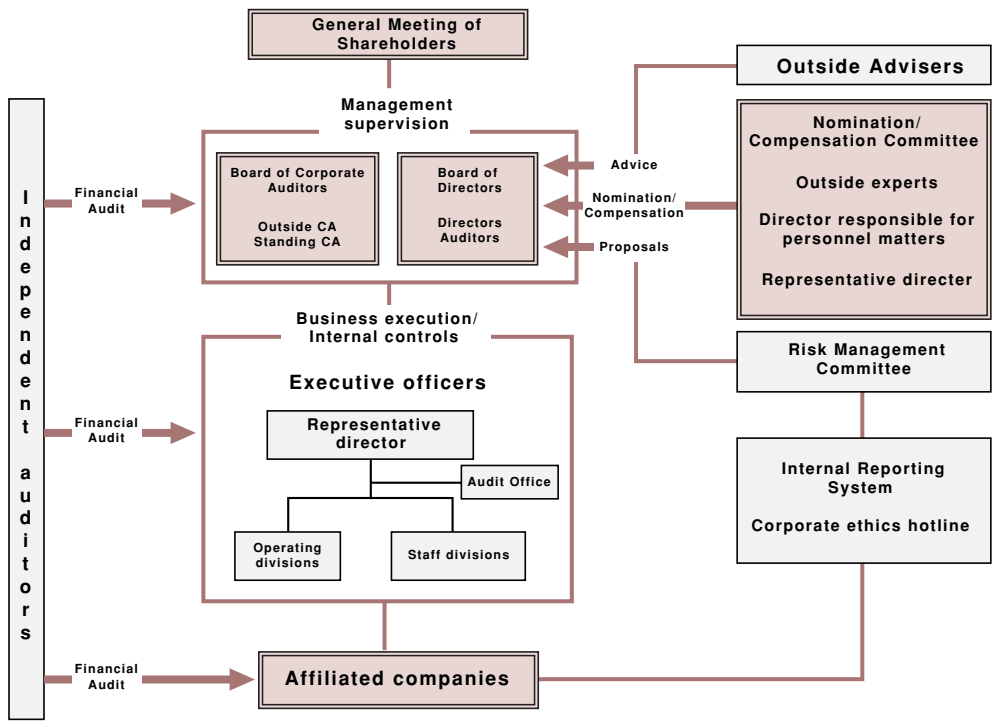 General Meeting of
Shareholders
Management
supervision
Board of Corporate
Auditors
Outside CA
Standing CA
Board of
Directors
Directors
Auditors
Advice
Nomination/
Compensation
Proposals
Outside Advisers
Nomination/
Compensation Committee
Outside experts
Director responsible for
personnel matters
Representative directer
Risk Management
Committee
Internal Reporting
System
Corporate ethics hotline
Independent auditors
Financial
Audit
Financial
Audit
Financial
Audit
Business execution/
Internal controls
Executive officers
Representative
director
Audit Office
Operating
divisions
Staff divisions
Affiliated companies